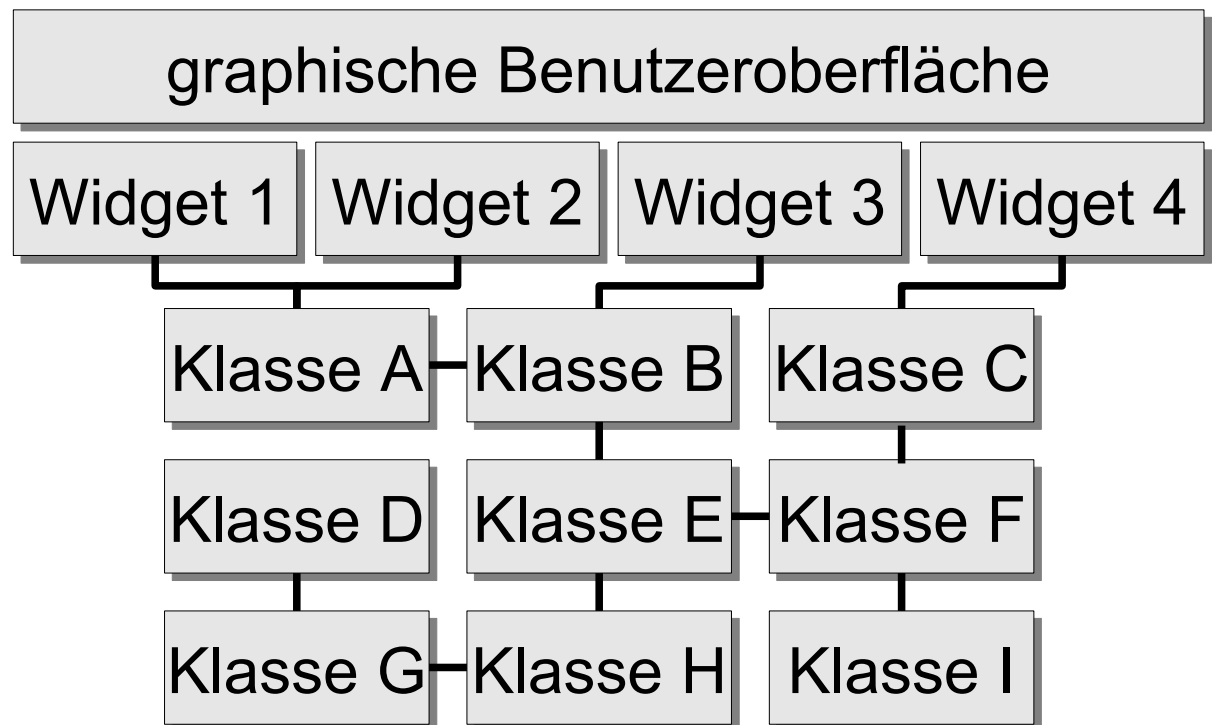 graphische Benutzeroberfläche
Widget 1 Widget 2 Widget 3 Widget 4
Klasse A Klasse B Klasse C
Klasse D Klasse E Klasse F
Klasse G Klasse H Klasse I